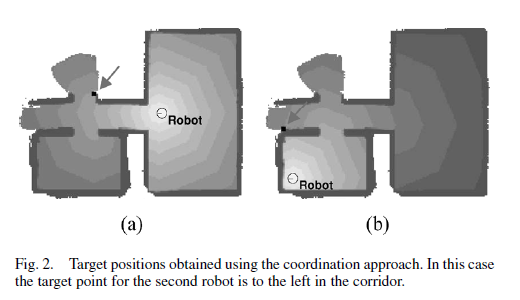 Robot
Robot
(a)
(b)
Fig. 2. Target positions obtained using the coordination approach. In this case
the target point for the second robot is to the left in the corridor.